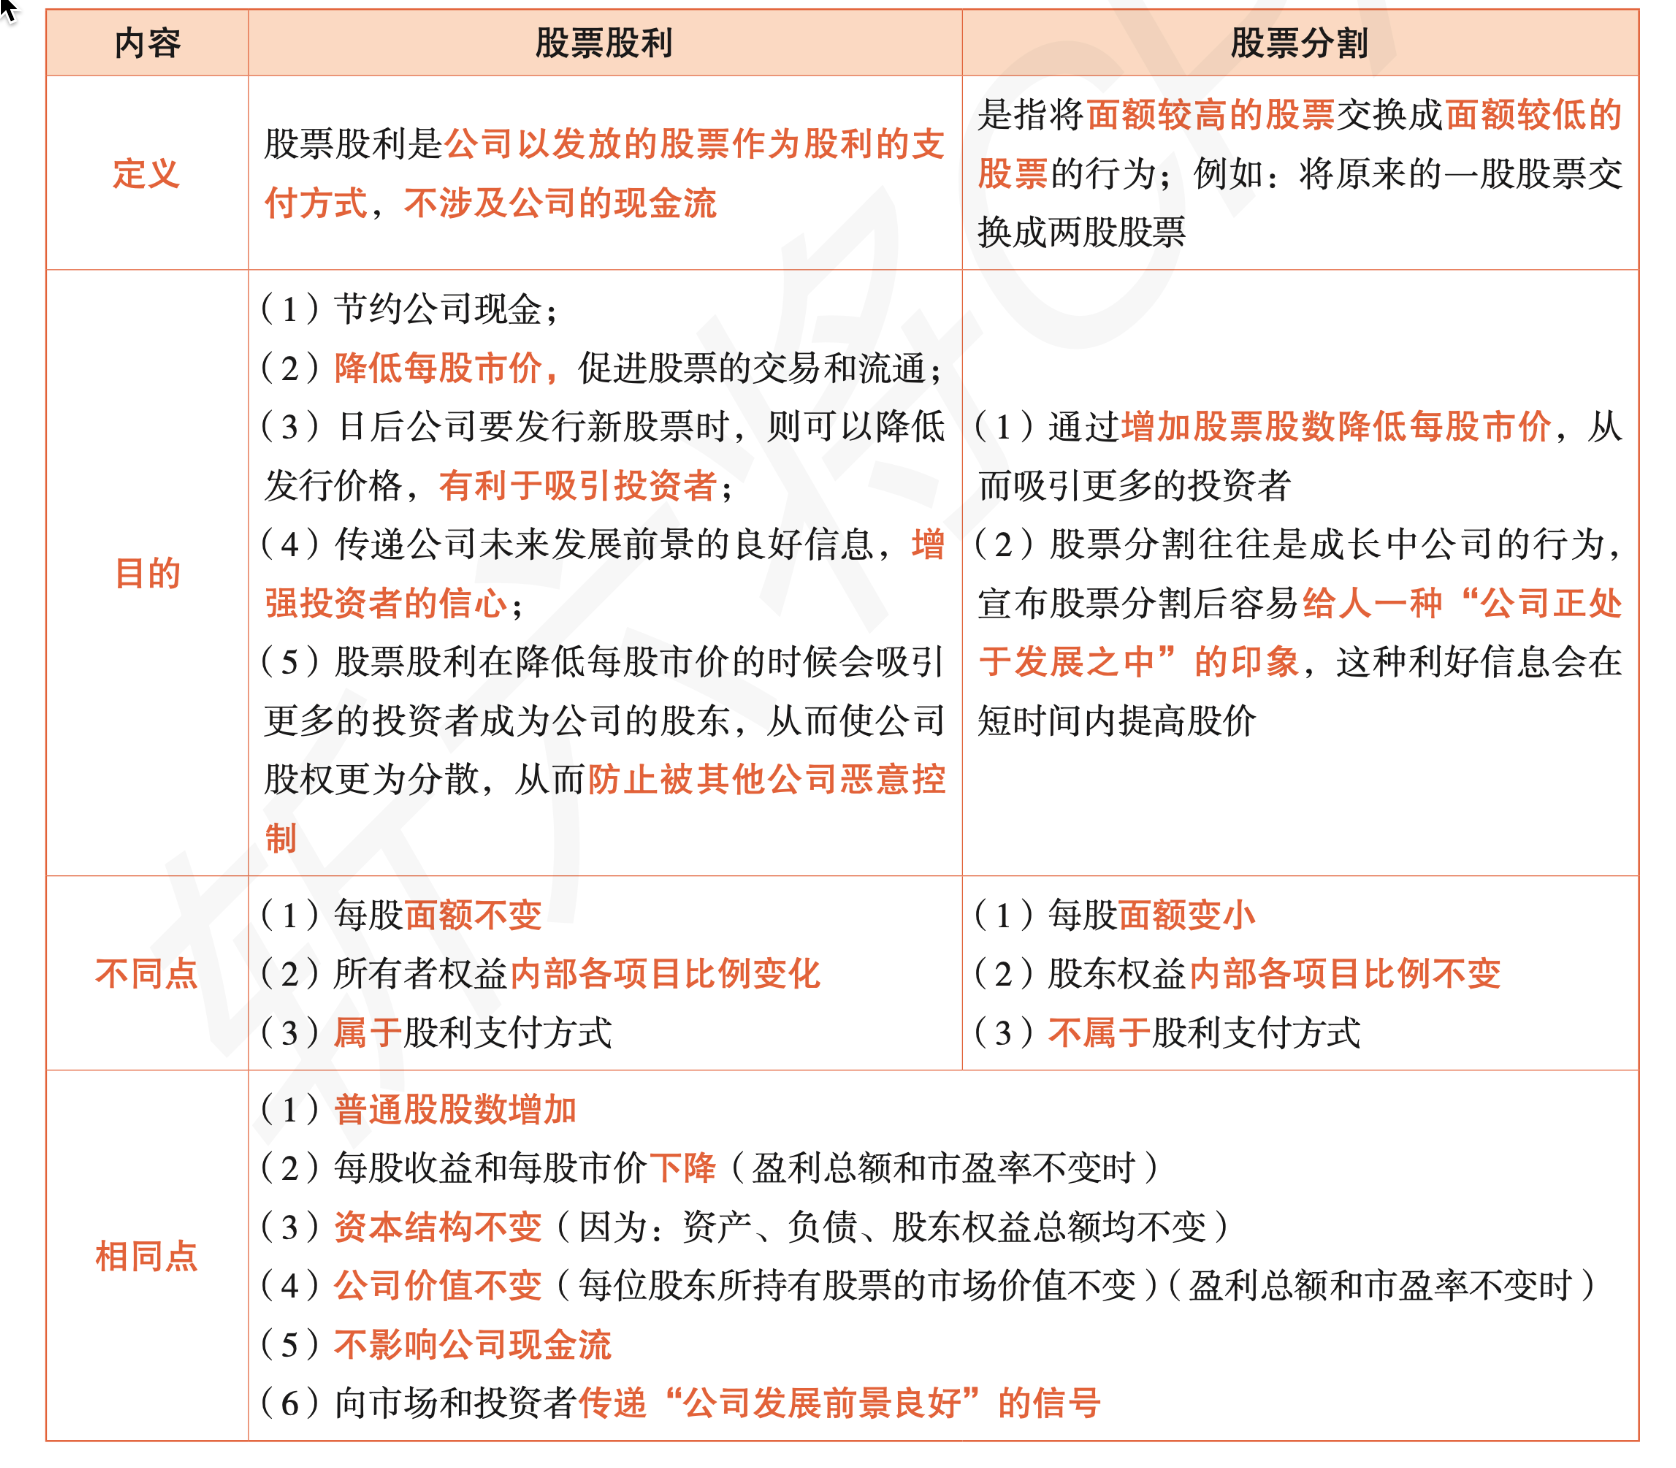 内容
股票股利
股票分割
定义
股票股利是公司以发放的股票作为股利的支
付方式，不涉及公司的现金流
是指将面额较高的股票交换成面额较低的
股票的行为；例如：将原来的一股股票交
换成两股股票
目的
（1）节约公司现金；
（2）降低每股市价，促进股票的交易和流通；
（3）日后公司要发行新股票时，则可以降低
发行价格，有利于吸引投资者；
（4）传递公司未来发展前景的良好信息，增
强投资者的信心；
（5）股票股利在降低每股市价的时候会吸引
更多的投资者成为公司的股东，从而使公司
股权更为分散，从而防止被其他公司恶意控
制
（1）通过增加股票股数降低每股市价，从
而吸引更多的投资者
（2）股票分割往往是成长中公司的行为，
宣布股票分割后容易给人一种“公司正处
于发展之中”的印象，这种利好信息会在
短时间内提高股价
不同点
（1）每股面额不变
（2）所有者权益内部各项目比例变化
（3）属于股利支付方式
（1）每股面额变小
（2）股东权益内部各项目比例不变
（3）不属于股利支付方式
相同点
（1）普通股股数增加
（2）每股收益和每股市价下降（盈利总额和市盈率不变时）
（3）资本结构不变（因为：资产、负债、股东权益总额均不变）
（4）公司价值不变（每位股东所持有股票的市场价值不变）（盈利总额和市盈率不变时）
（5）不影响公司现金流
（6）向市场和投资者传递“公司发展前景良好”的信号